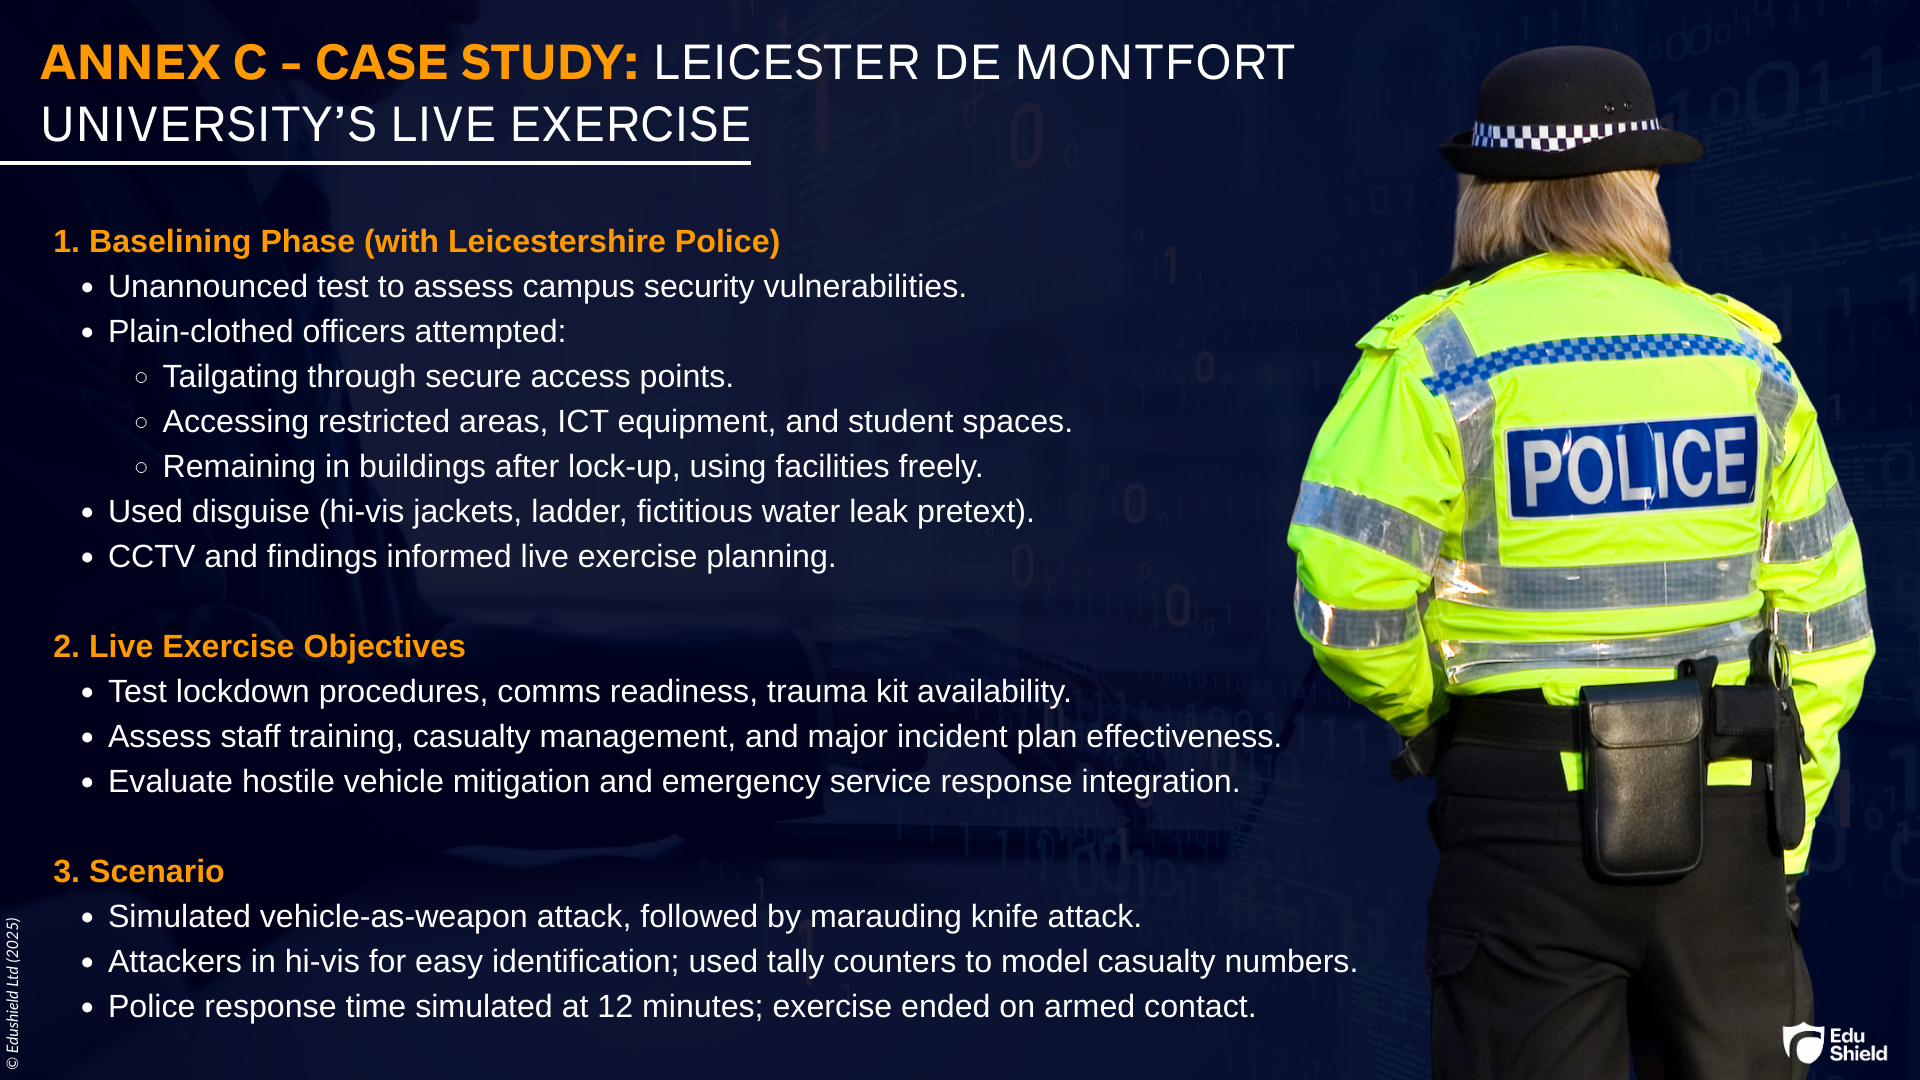 ANNEX C – CASE STUDY: LEICESTER DE MONTFORT
UNIVERSITY’S LIVE EXERCISE
1. Baselining Phase (with Leicestershire Police)
• Unannounced test to assess campus security vulnerabilities.
• Plain-clothed officers attempted:
○ Tailgating through secure access points.
○ Accessing restricted areas, ICT equipment, and student spaces.
○ Remaining in buildings after lock-up, using facilities freely.
• Used disguise (hi-vis jackets, ladder, fictitious water leak pretext).
• CCTV and findings informed live exercise planning.
2. Live Exercise Objectives
• Test lockdown procedures, comms readiness, trauma kit availability.
• Assess staff training, casualty management, and major incident plan effectiveness.
• Evaluate hostile vehicle mitigation and emergency service response integration.
3. Scenario
• Simulated vehicle-as-weapon attack, followed by marauding knife attack.
• Attackers in hi-vis for easy identification; used tally counters to model casualty numbers.
• Police response time simulated at 12 minutes; exercise ended on armed contact.
POLICE
© Edushield Ltd (2025)
Edu
Shield